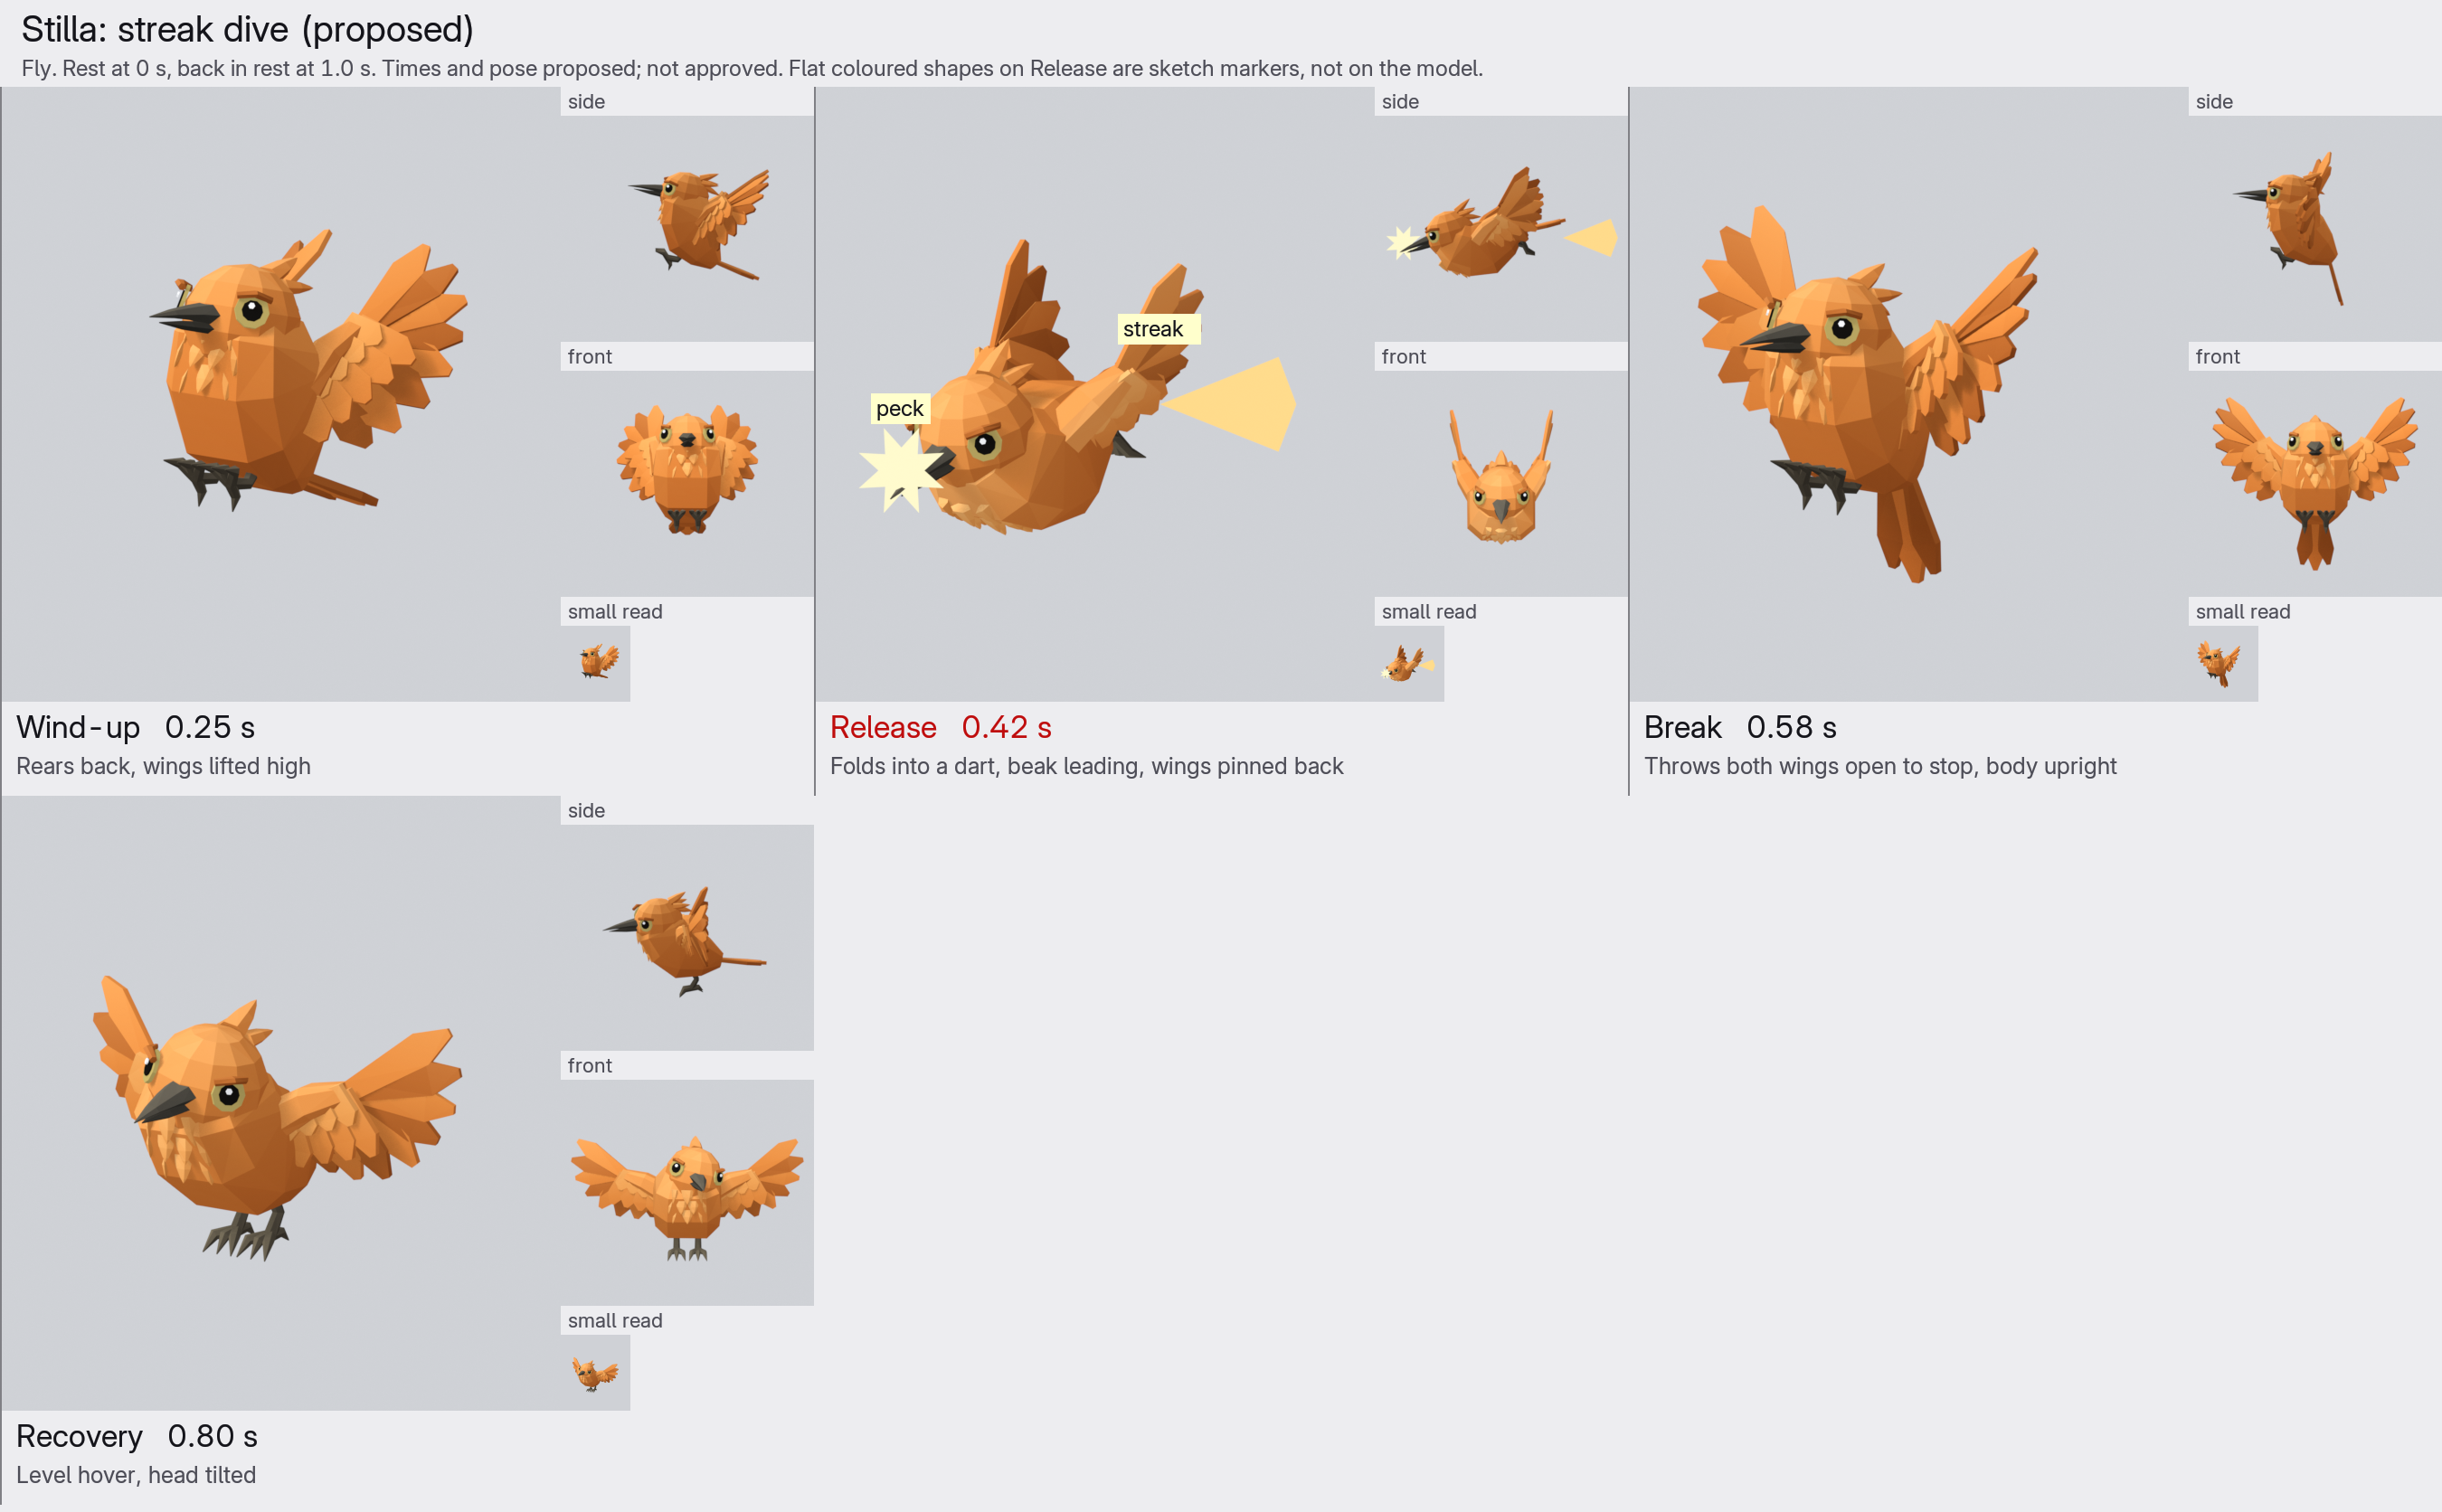 Stilla: streak dive (proposed)
Fly. Rest at 0 s, back in rest at 1.0 s. Times and pose proposed; not approved. Flat coloured shapes on Release are sketch markers, not on the model.
side
front
small read
Wind-up 0.25 s
Rears back, wings lifted high
side
streak
front
peck
small read
Release 0.42 s
Folds into a dart, beak leading, wings pinned back
side
front
small read
Break 0.58 s
Throws both wings open to stop, body upright
side
front
small read
Recovery 0.80 s
Level hover, head tilted